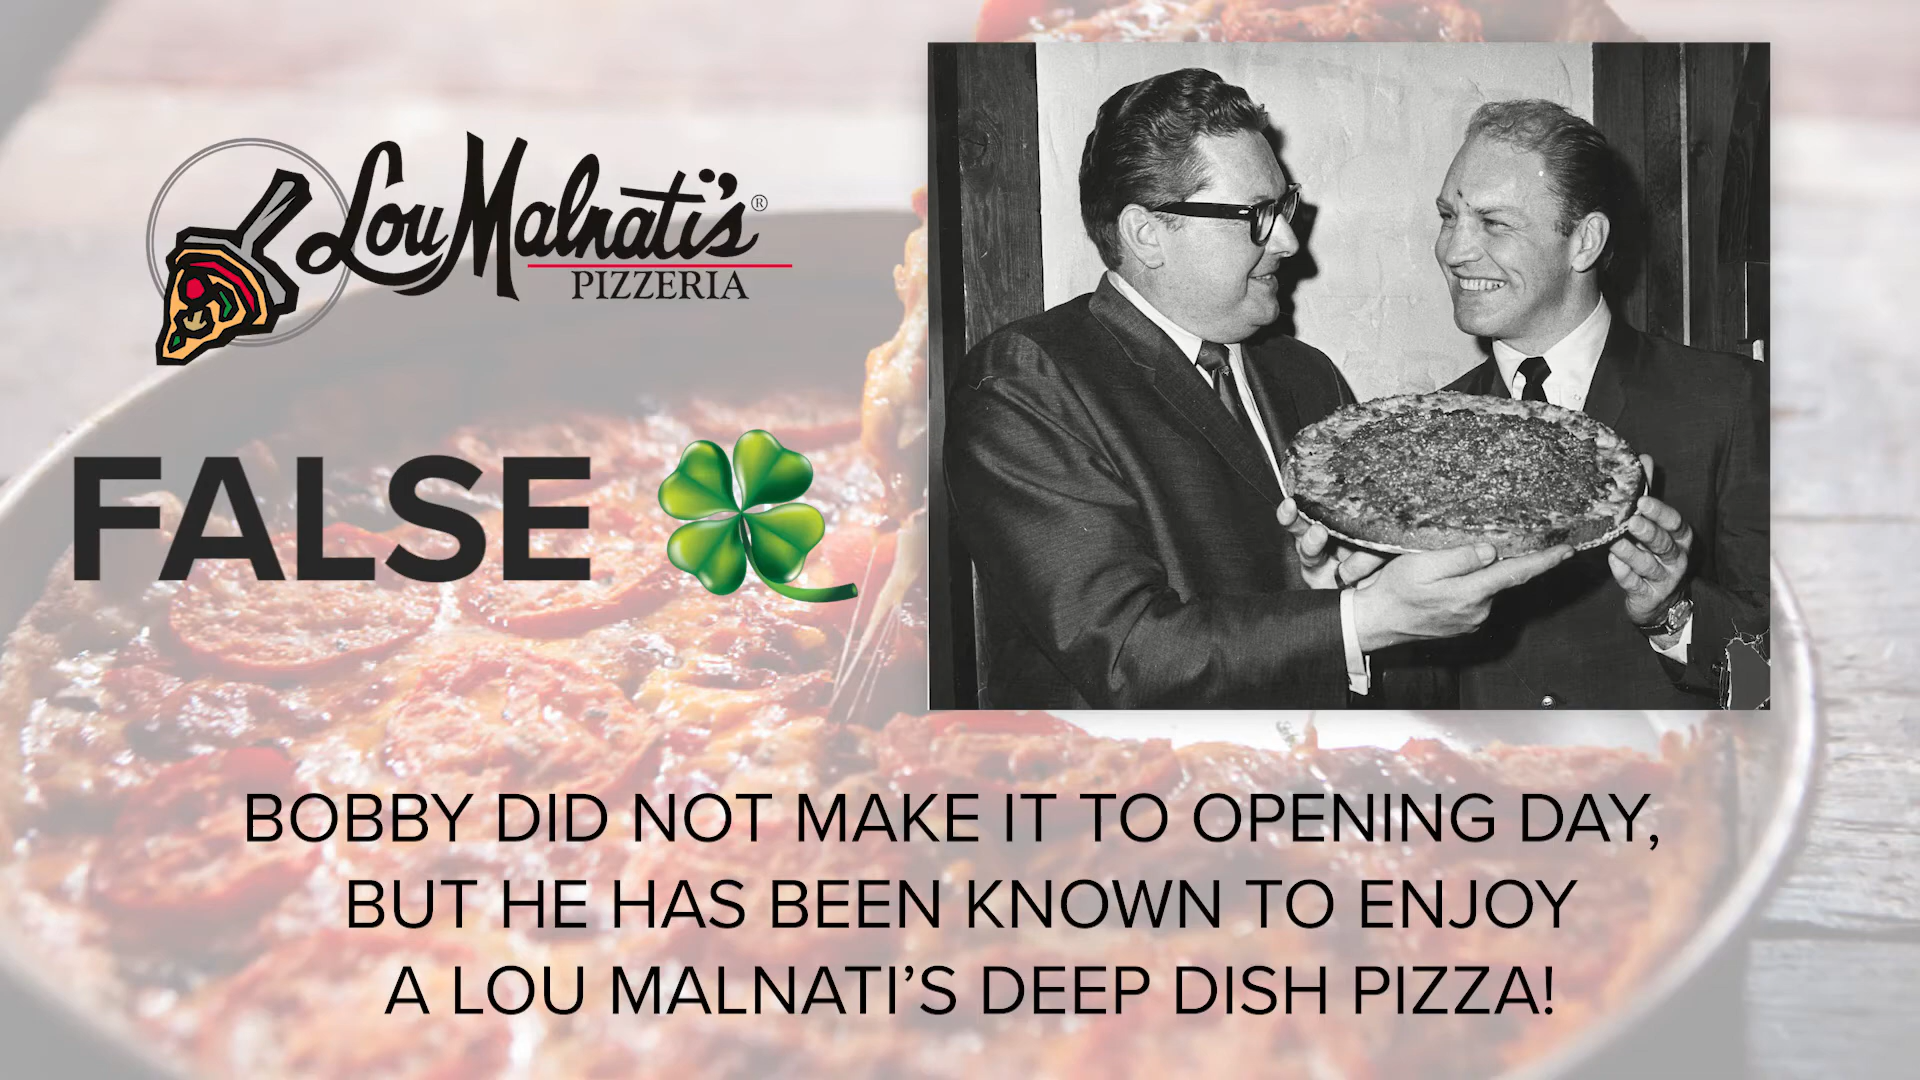 Lou Malnati's®
PIZZERIA
FALSE
BOBBY DID NOT MAKE IT TO OPENING DAY,
BUT HE HAS BEEN KNOWN TO ENJOY
A LOU MALNATI’S DEEP DISH PIZZA!